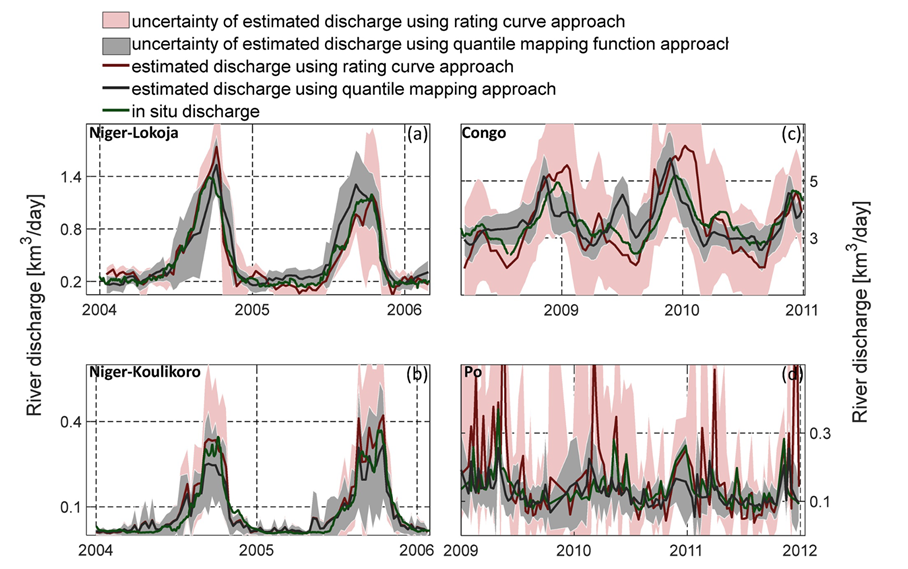 uncertainty of estimated discharge using rating curve approach
uncertainty of estimated discharge using quantile mapping function approach
estimated discharge using rating curve approach
estimated discharge using quantile mapping approach
in situ discharge
Niger-Lokoja (a)
Congo (c)
1.4
0.8
0.2
5
3
2004 2005 2006
2009 2010 2011
River discharge [km³/day]
River discharge [km³/day]
Niger-Koulikoro (b)
Po (d)
0.4
0.1
0.3
0.1
2004 2005 2006
2009 2010 2011 2012